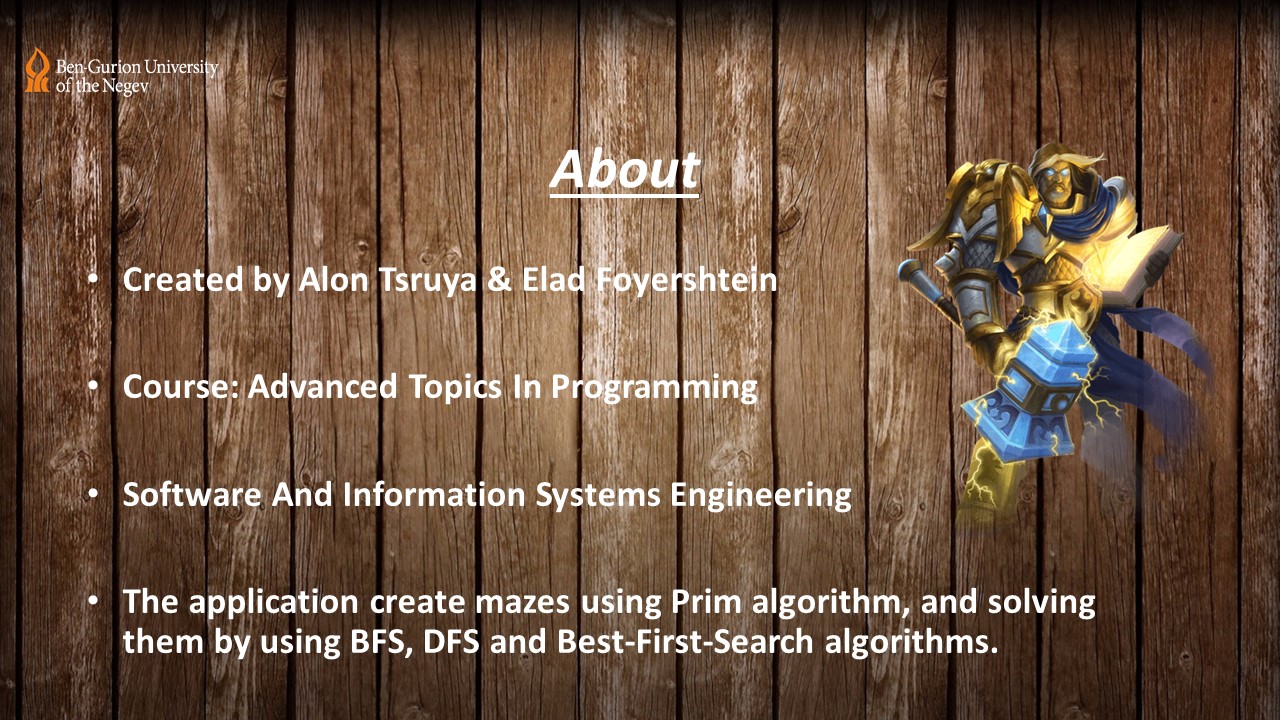 Ben-Gurion University
of the Negev
About
• Created by Alon Tsruya & Elad Foyershtein
• Course: Advanced Topics In Programming
• Software And Information Systems Engineering
• The application create mazes using Prim algorithm, and solving
them by using BFS, DFS and Best-First-Search algorithms.